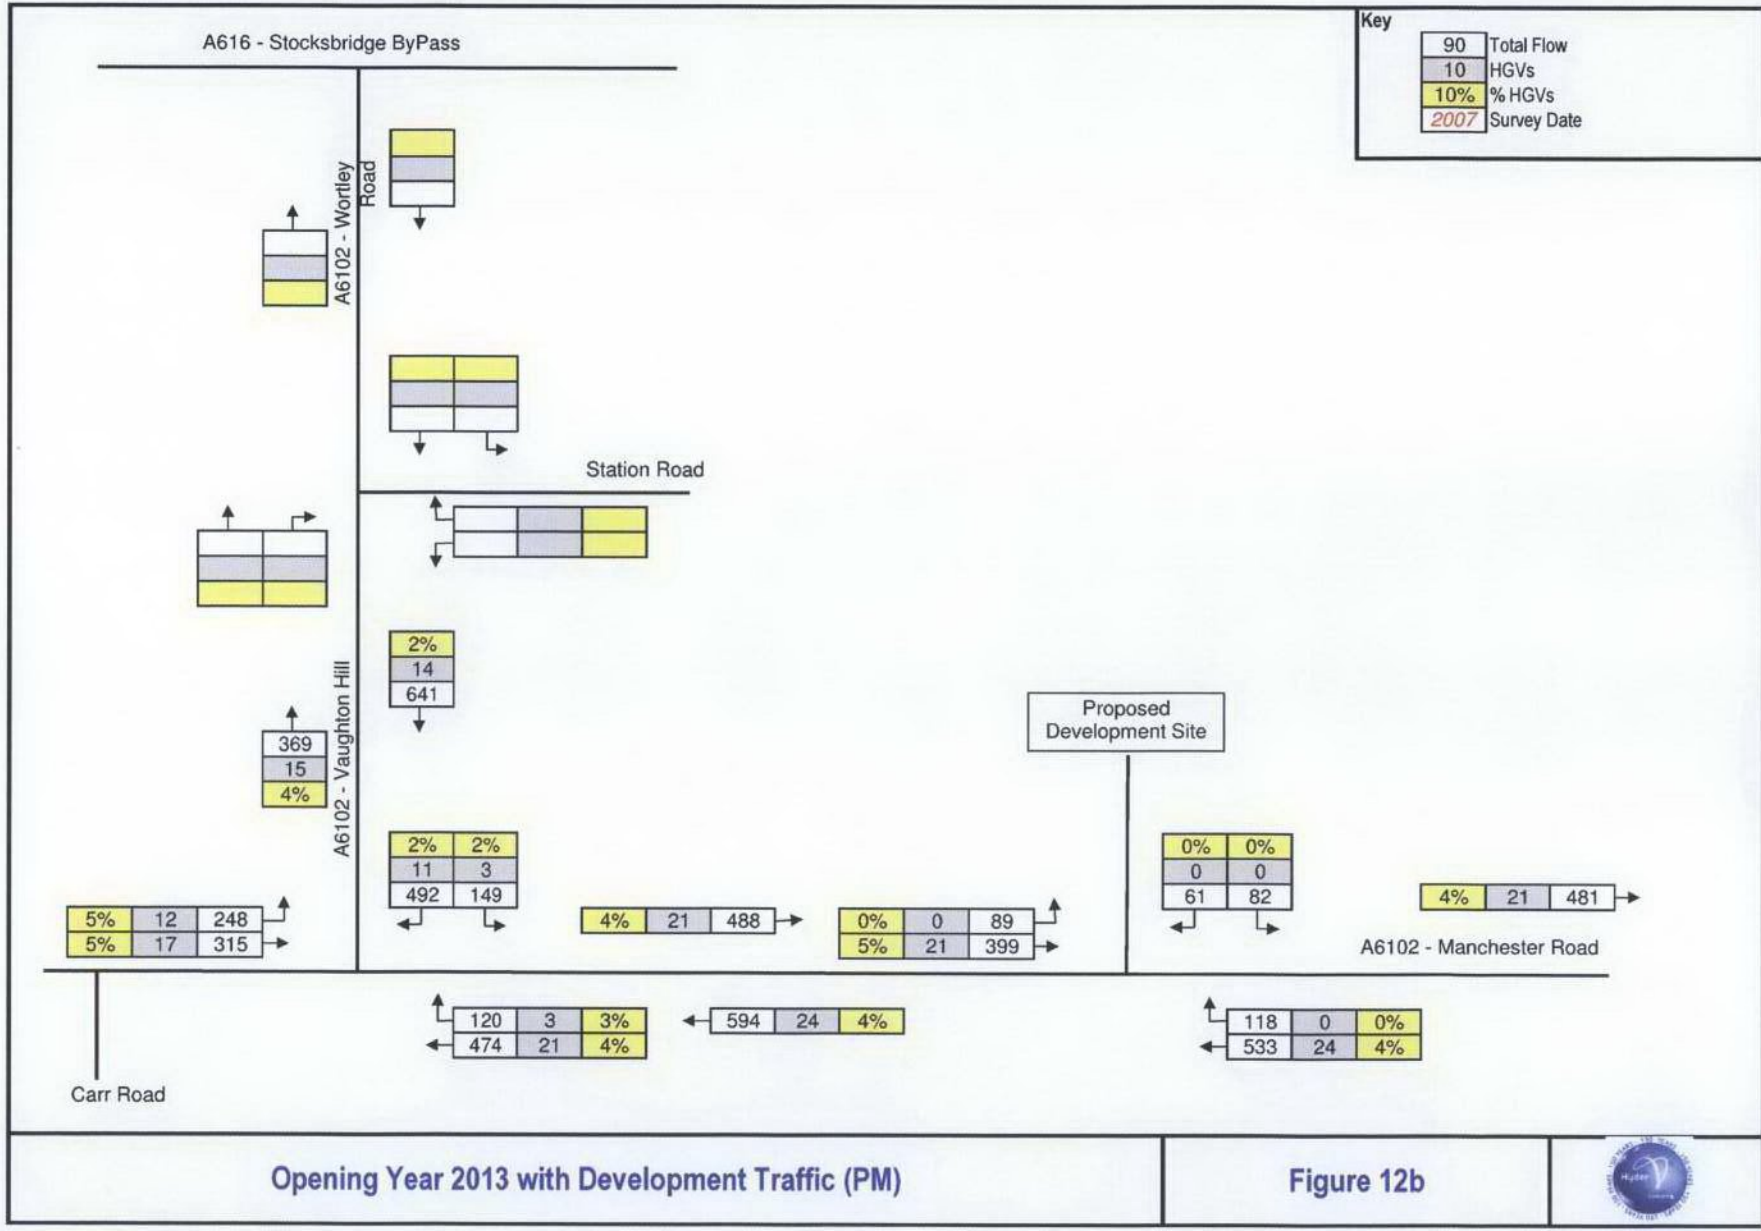 Key
90 Total Flow
10 HGVs
10% % HGVs
2007 Survey Date
A616 - Stocksbridge ByPass
A6102 - Wortley
Road
Station Road
2%
14
641
A6102 - Vaughton Hill
369
15
4%
Proposed
Development Site
2% 2%
11 3
492 149
0% 0%
0 0
61 82
5% 12 248
5% 17 315
4% 21 488
0% 0 89
5% 21 399
4% 21 481
A6102 - Manchester Road
120 3 3%
474 21 4%
594 24 4%
118 0 0%
533 24 4%
Carr Road
Opening Year 2013 with Development Traffic (PM)
Figure 12b
Hyder